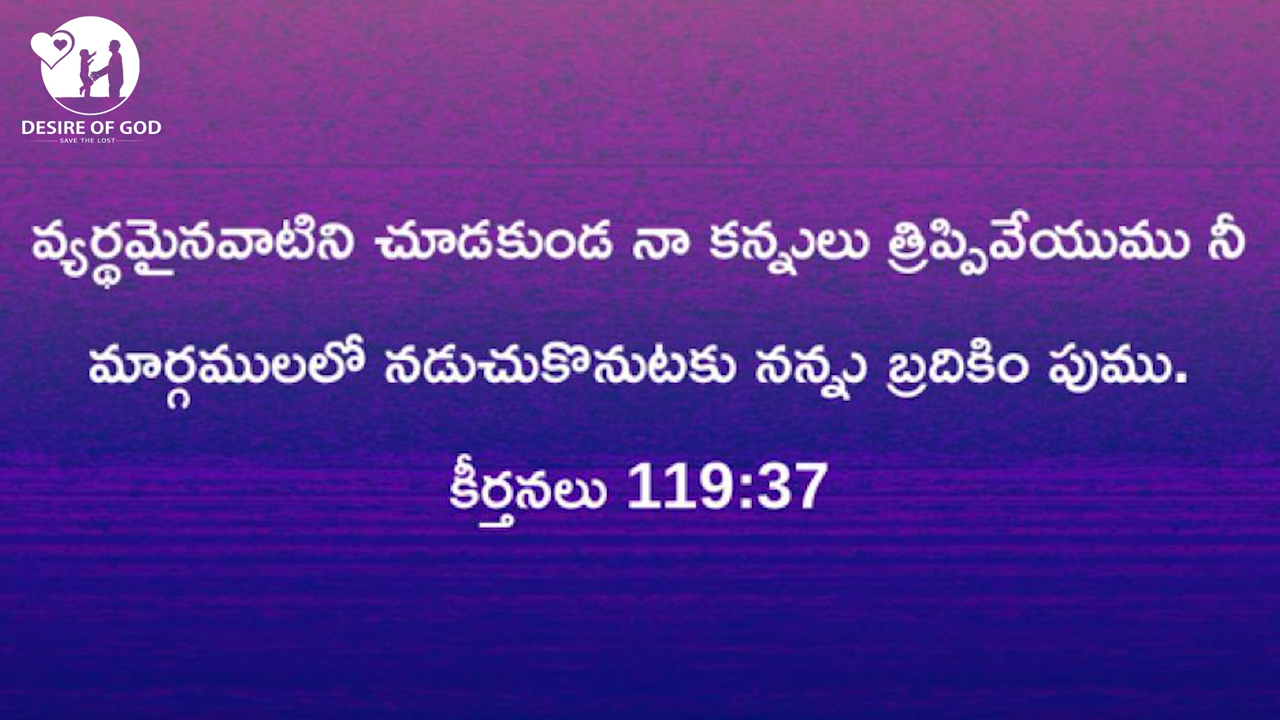 DESIRE OF GOD
SAVE THE LOST
వ్యర్థమైనవాటిని చూడకుండ నా కన్నులు త్రిప్పివేయుము నీ
మార్గములలో నడుచుకొనుటకు నన్ను బ్రదికిం పుము.
కీర్తనలు 119:37